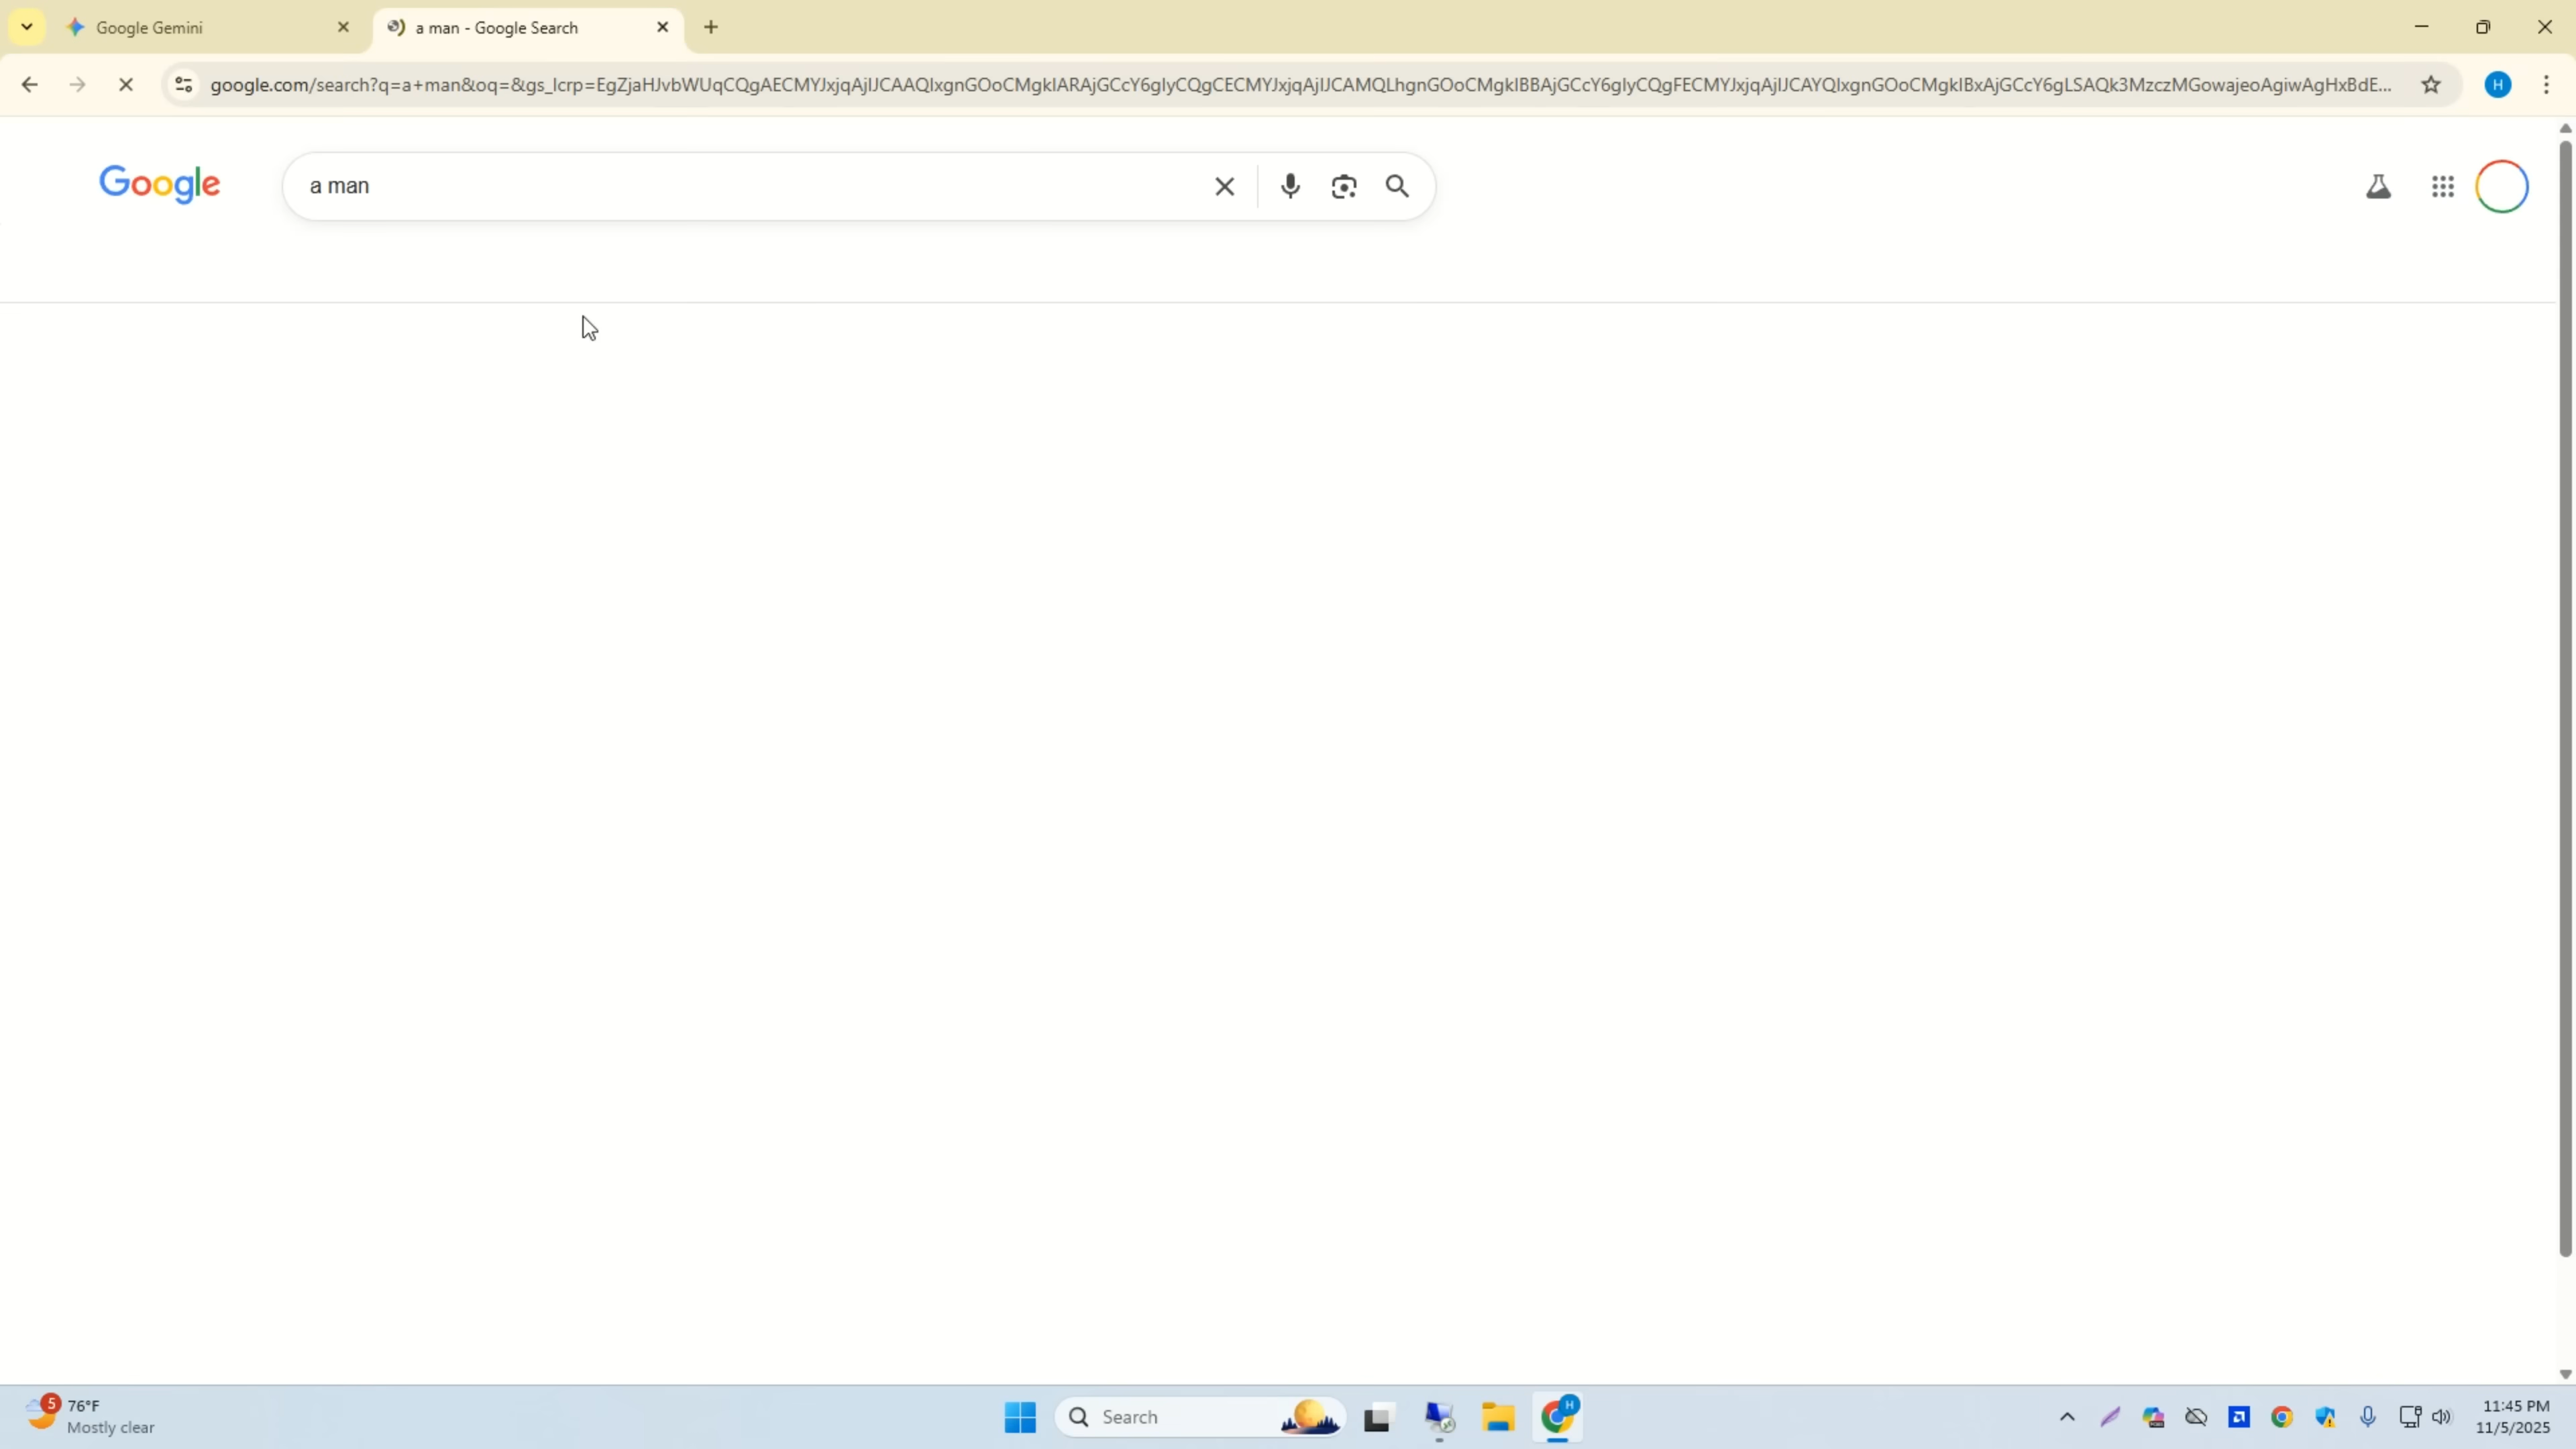 Google Gemini
a man - Google Search
google.com/search?q=a+man&oq=&gs_lcrp=EgZjaHJvbWUqCQgAECMYJxjqAjIJCAAQIxgnGOoCMgkIARAjGCcY6gIyCQgCECMYJxjqAjIJCAMQLhgnGOoCMgkIBBAjGCcY6gIyCQgFECMYJxjqAjIJCAYQIxgnGOoCMgkIBxAjGCcY6gLSAQk3MzczMGowajeoAgiwAgHxBdE...
H
Google
a man
5
76°F
Mostly clear
Search
H
11:45 PM
11/5/2025